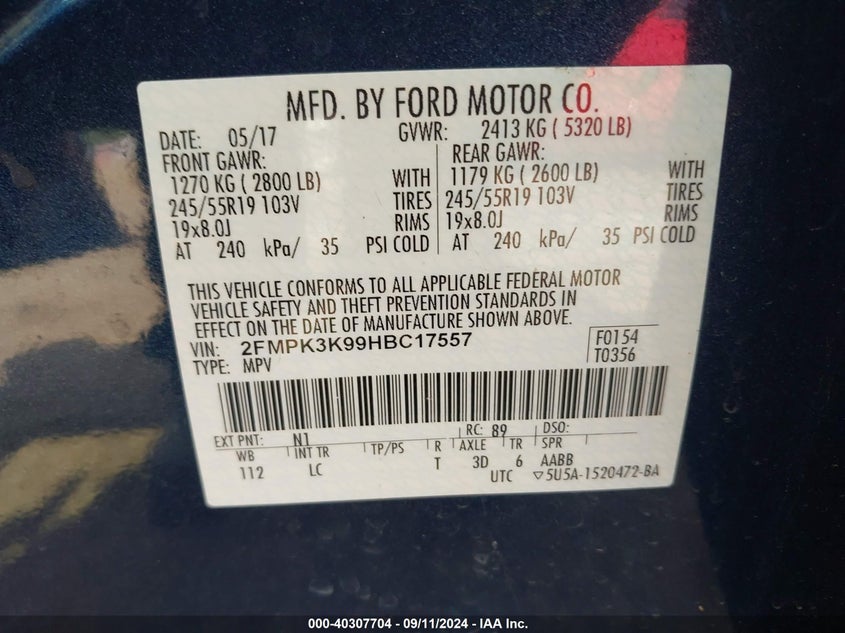 MFD. BY FORD MOTOR CO.
DATE: 05/17 GVWR: 2413 KG ( 5320 LB)
FRONT GAWR: REAR GAWR:
1270 KG ( 2800 LB) WITH 1179 KG ( 2600 LB) WITH
245/55R19 103V TIRES 245/55R19 103V TIRES
19x8.0J RIMS 19x8.0J RIMS
AT 240 kPa/ 35 PSI COLD AT 240 kPa/ 35 PSI COLD
THIS VEHICLE CONFORMS TO ALL APPLICABLE FEDERAL MOTOR
VEHICLE SAFETY AND THEFT PREVENTION STANDARDS IN
EFFECT ON THE DATE OF MANUFACTURE SHOWN ABOVE.
VIN: 2FMPK3K99HBC17557 F0154
TYPE: MPV T0356
EXT PNT: N1 RC: 89 DSO:
WB INT TR TP/PS R AXLE TR SPR
112 LC T 3D 6 AABB
UTC ▽5U5A-1520472-BA
000-40307704 - 09/11/2024 - IAA Inc.